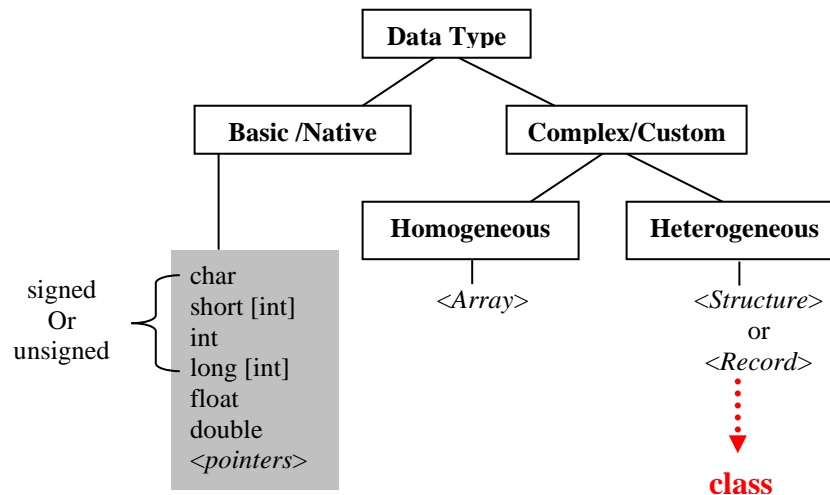 Data Type
Basic /Native
Complex/Custom
Homogeneous
Heterogeneous
signed
Or
unsigned
char
short [int]
int
long [int]
float
double
<pointers>
<Array>
<Structure>
or
<Record>
class